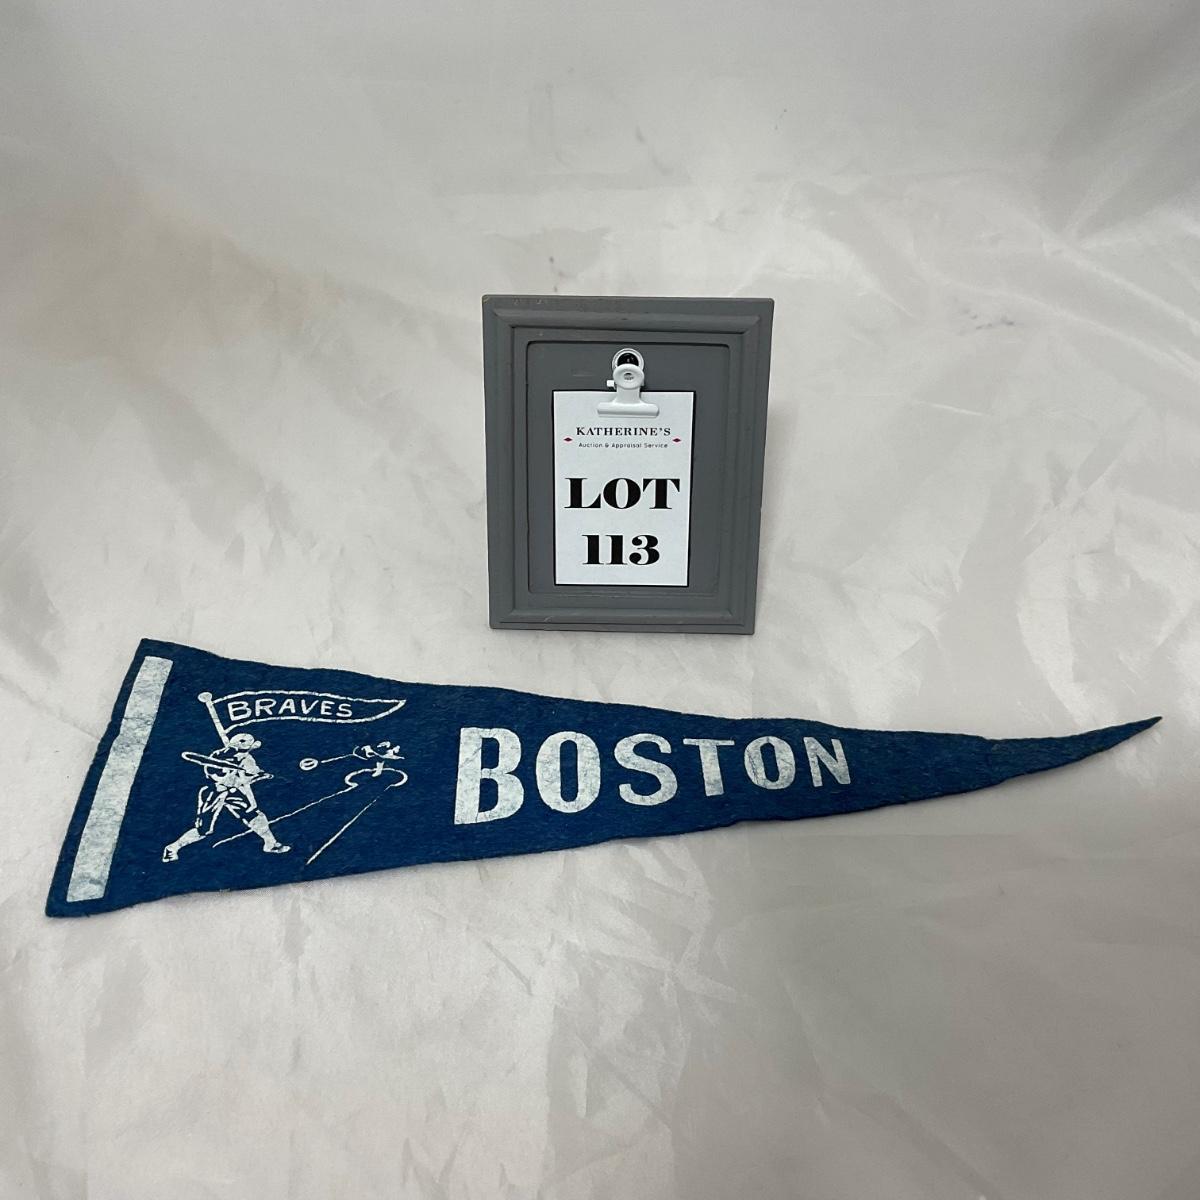 KATHERINE'S
Auction & Appraisal Service
LOT
113
BRAVES
BOSTON